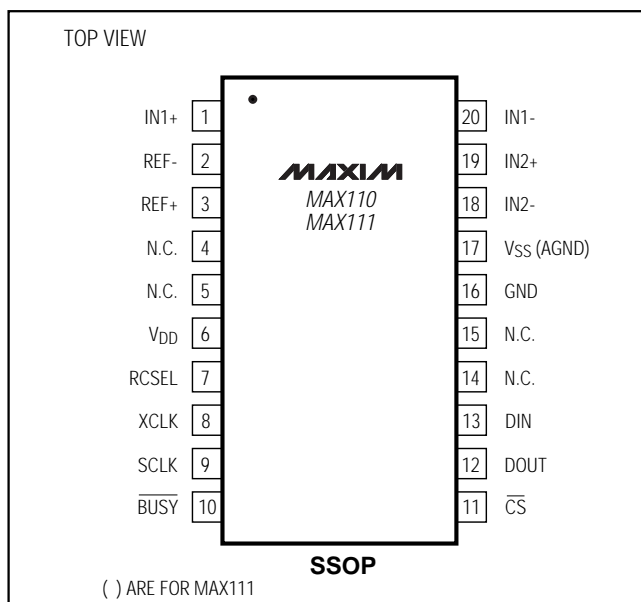 TOP VIEW
IN1+ 1
REF- 2
REF+ 3
N.C. 4
N.C. 5
VDD 6
RCSEL 7
XCLK 8
SCLK 9
BUSY 10
MAXIM
MAX110
MAX111
20 IN1-
19 IN2+
18 IN2-
17 VSS (AGND)
16 GND
15 N.C.
14 N.C.
13 DIN
12 DOUT
11 CS
SSOP
( ) ARE FOR MAX111